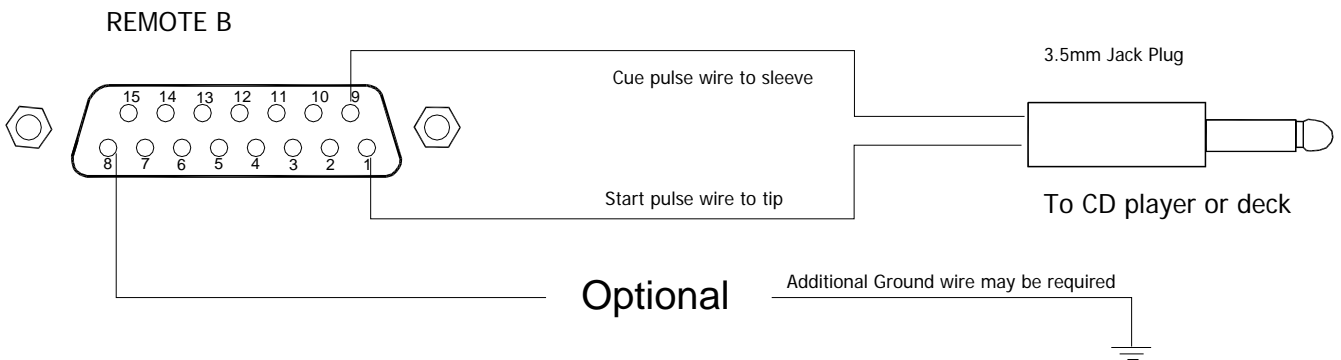 REMOTE B
3.5mm Jack Plug
Cue pulse wire to sleeve
15 14 13 12 11 10 9
8 7 6 5 4 3 2 1
Start pulse wire to tip
To CD player or deck
Optional
Additional Ground wire may be required